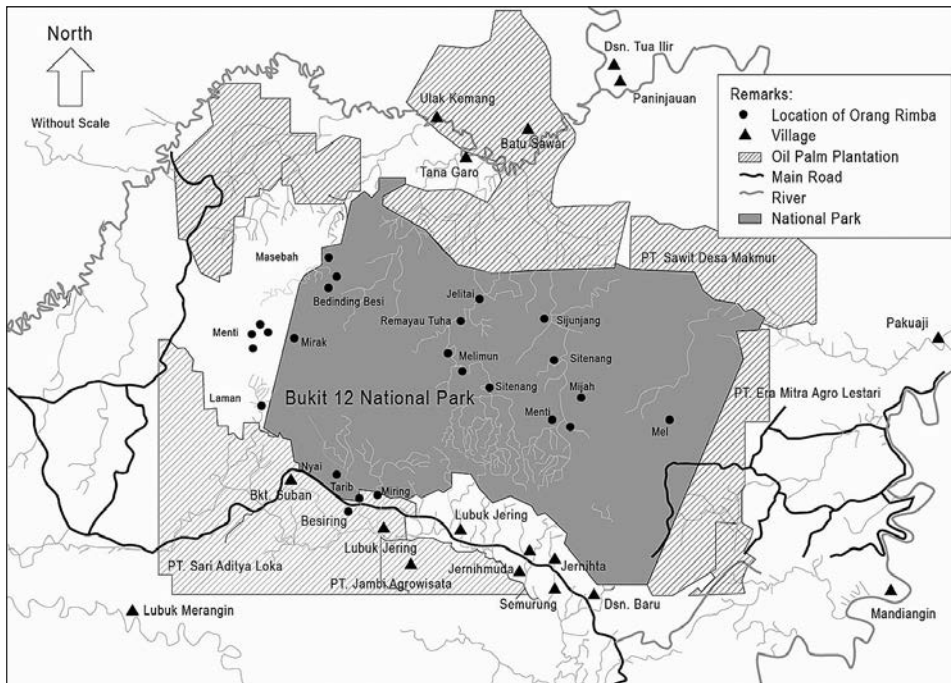 North
Without Scale
Dsn. Tua Ilir
Paninjauan
Ulak Kemang
Batu Sawar
Tana Garo
Remarks:
Location of Orang Rimba
Village
Oil Palm Plantation
Main Road
River
National Park
Masebah
Bedinding Besi
PT. Sawit Desa Makmur
Jelitai
Remayau Tuha
Sijunjang
Menti
Mirak
Pakuaji
Melimun
Sitenang
Sitenang
Mijah
Bukit 12 National Park
PT. Era Mitra Agro Lestari
Laman
Menti
Mel
Nyai
Tarib
Miring
Bkt. Suban
Besiring
Lubuk Jering
Lubuk Jering
PT. Sari Aditya Loka
PT. Jambi Agrowisata
Jernihmuda
Jernihta
Semurung
Dsn. Baru
Mandiangin
Lubuk Merangin